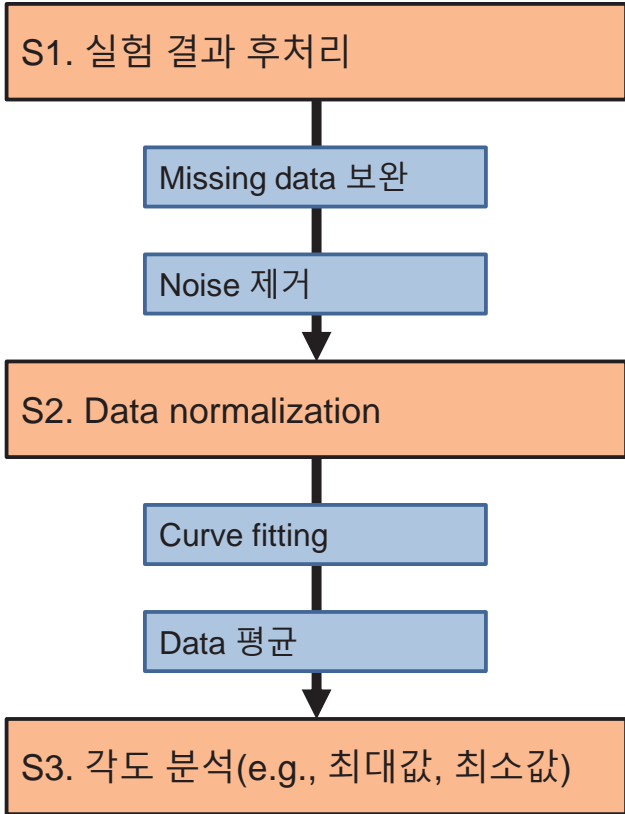 S1. 실험 결과 후처리
Missing data 보완
Noise 제거
S2. Data normalization
Curve fitting
Data 평균
S3. 각도 분석(e.g., 최대값, 최소값)